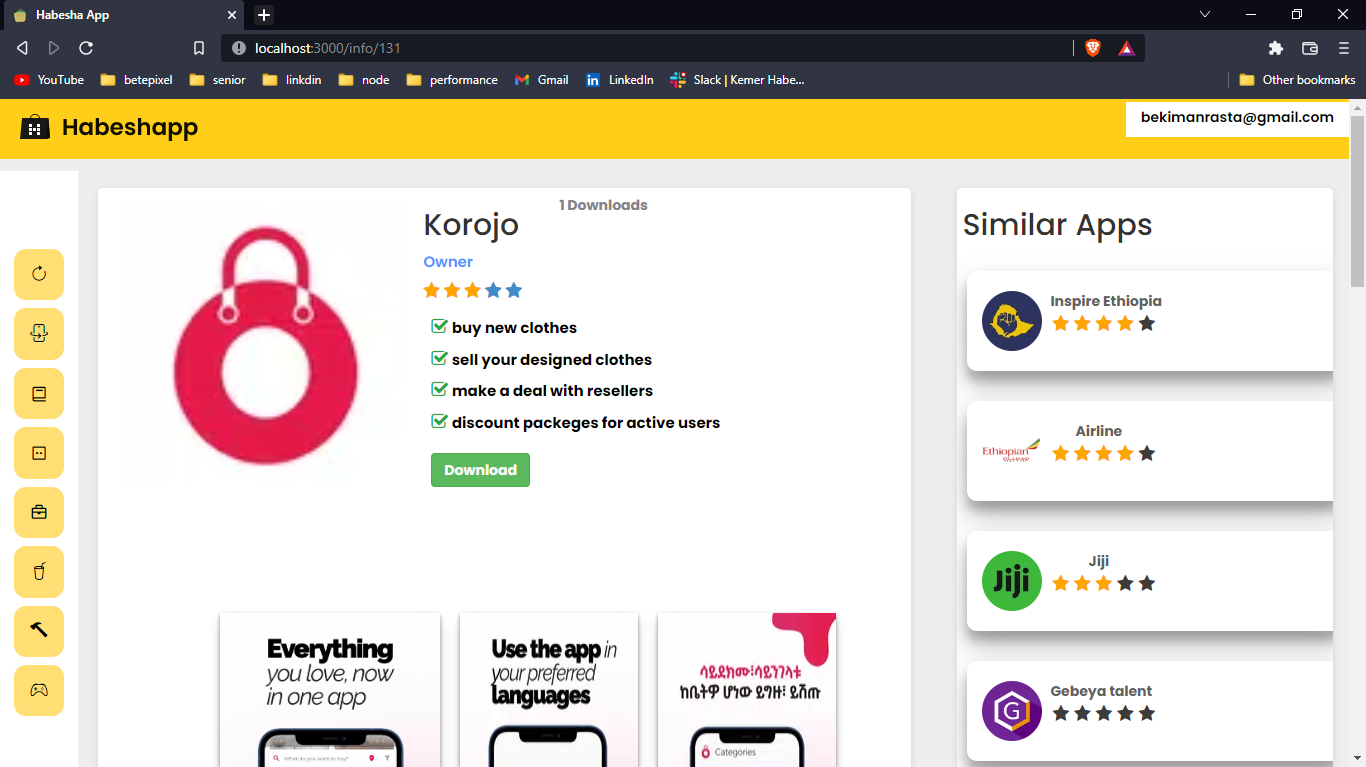 Habesha App
localhost:3000/info/131
YouTube betepixel senior linkdin node performance Gmail LinkedIn Slack | Kemer Habe... Other bookmarks
Habeshapp
bekimanrasta@gmail.com
1 Downloads
Korojo
Owner
buy new clothes
sell your designed clothes
make a deal with resellers
discount packeges for active users
Download
Everything
you love, now
in one app
What do you want to buy?
Use the app in
your preferred
languages
ሳይደክሙ፣ሳይንገላቱ
ከቤትዎ ሆነው ይግዙ፣ ይሽጡ
Categories
Similar Apps
Inspire Ethiopia
Airline
Ethiopian
Jiji
Jiji
Gebeya talent
G